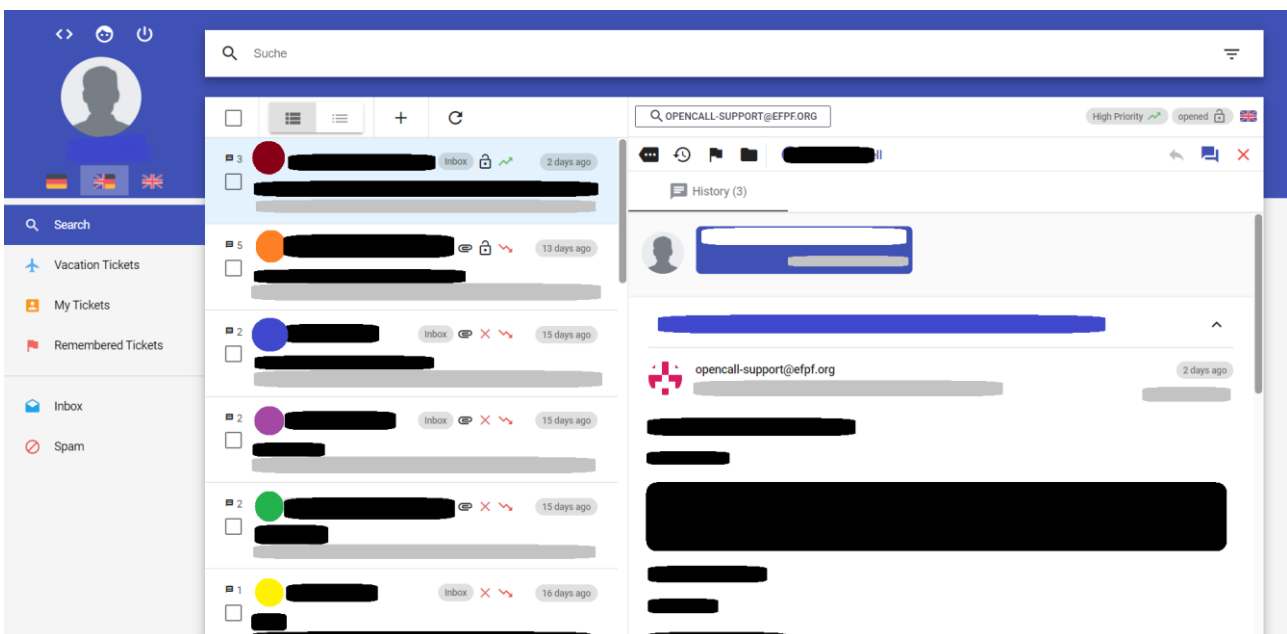 Suche
Search
Vacation Tickets
My Tickets
Remembered Tickets
Inbox
Spam
3
Inbox
2 days ago
5
13 days ago
2
Inbox
15 days ago
2
Inbox
15 days ago
2
15 days ago
1
Inbox
16 days ago
OPENCALL-SUPPORT@EFPF.ORG
High Priority
opened
History (3)
opencall-support@efpf.org
2 days ago